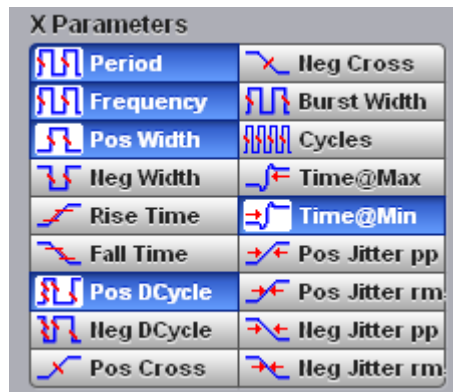 X Parameters
Period
Neg Cross
Frequency
Burst Width
Pos Width
Cycles
Neg Width
Time@Max
Rise Time
Time@Min
Fall Time
Pos Jitter pp
Pos DCycle
Pos Jitter rm
Neg DCycle
Neg Jitter pp
Pos Cross
Neg Jitter rm